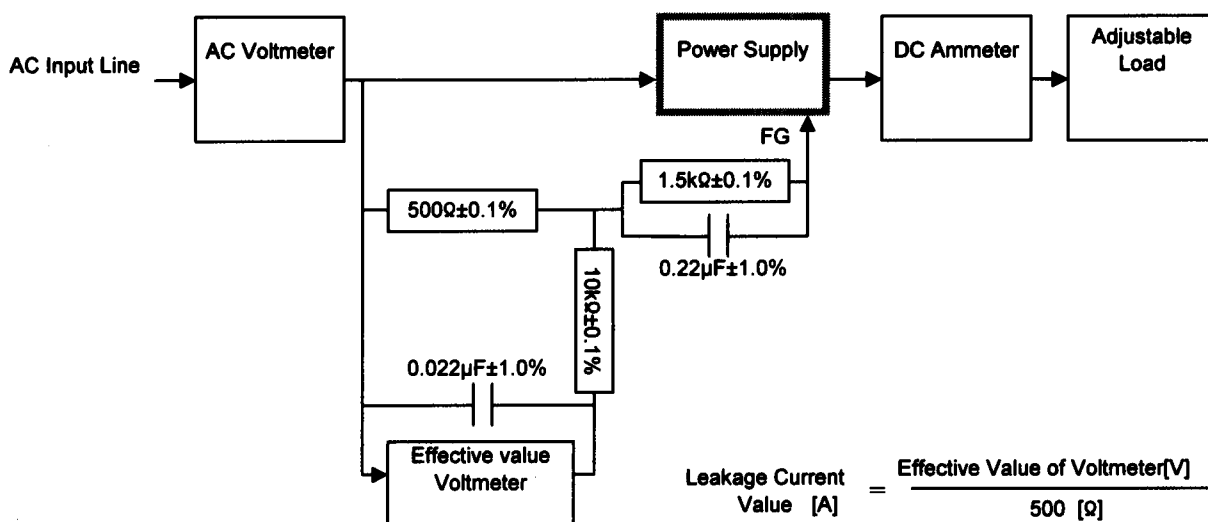 AC Input Line
AC Voltmeter
Power Supply
DC Ammeter
Adjustable
Load
FG
1.5kΩ±0.1%
500Ω±0.1%
0.22µF±1.0%
10kΩ±0.1%
0.022µF±1.0%
Effective value
Voltmeter
Leakage Current
Value [A]
=
Effective Value of Voltmeter[V]
500 [Ω]